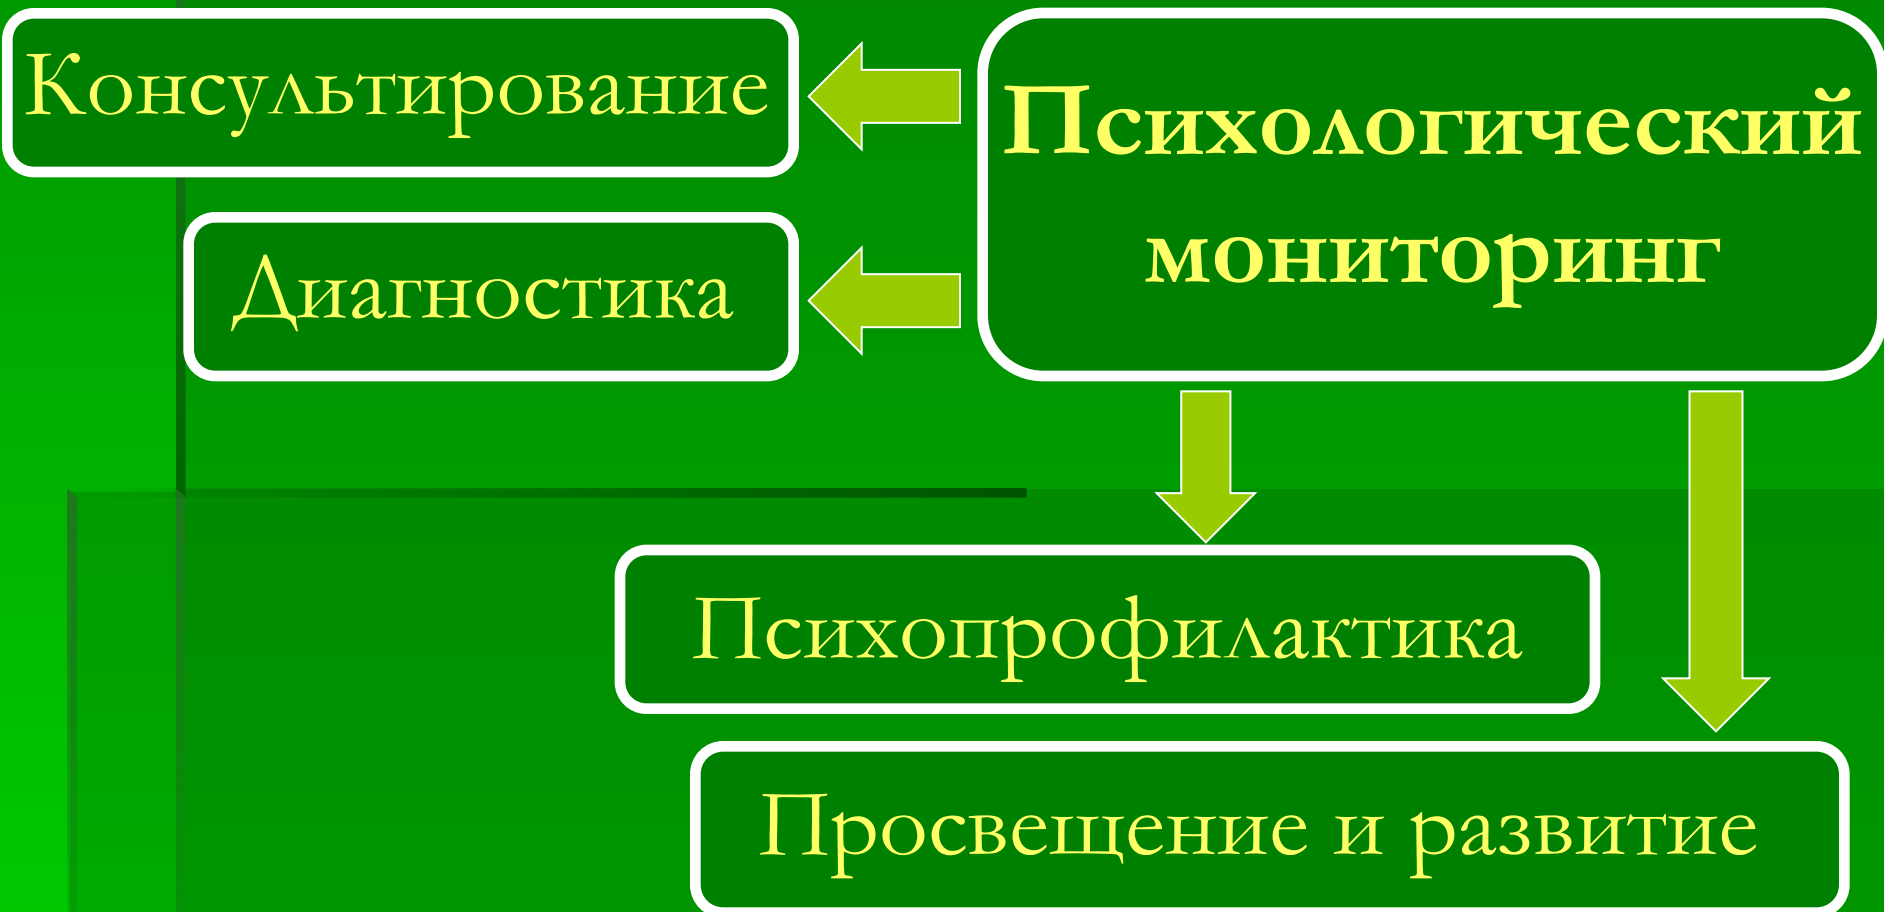 Консультирование
Психологический
мониторинг
Диагностика
Психопрофилактика
Просвещение и развитие